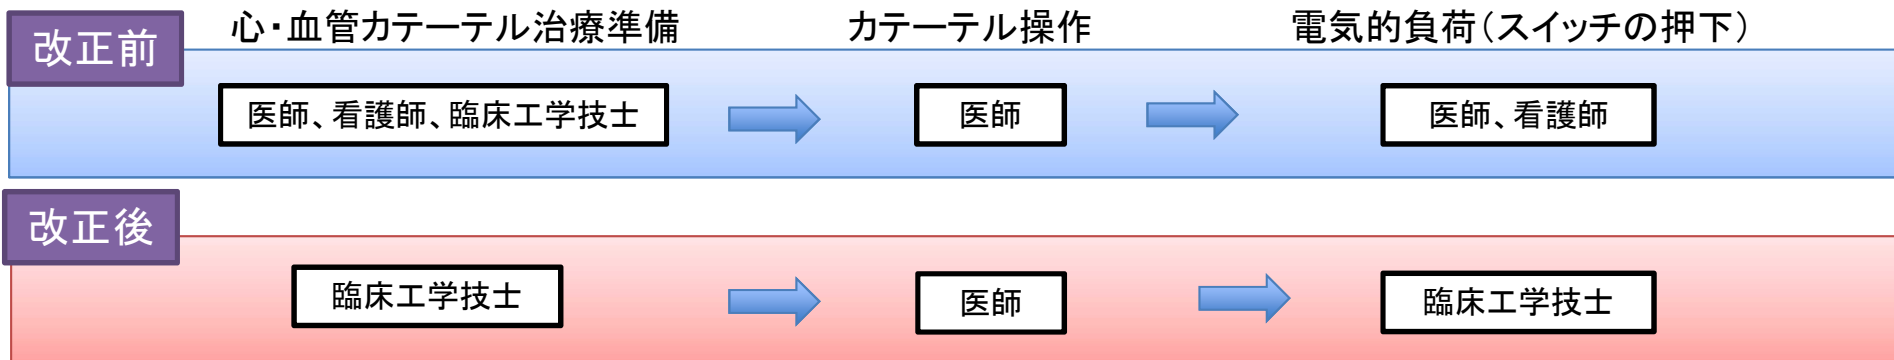 心・血管カテーテル治療準備 カテーテル操作 電気的負荷(スイッチの押下)
改正前
医師、看護師、臨床工学技士 医師 医師、看護師
改正後
臨床工学技士 医師 臨床工学技士